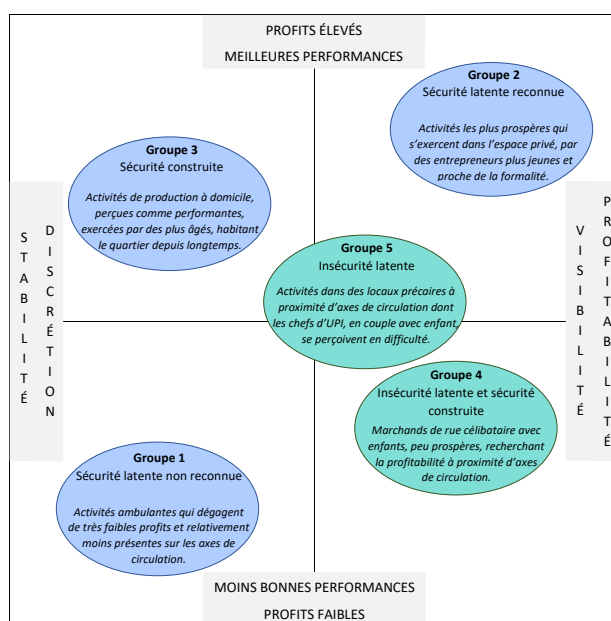 PROFITS ÉLEVÉS
MEILLEURES PERFORMANCES
Groupe 2
Sécurité latente reconnue
Activités les plus prospères qui
s'exercent dans l'espace privé, par
des entrepreneurs plus jeunes et
proche de la formalité.
Groupe 3
Sécurité construite
Activités de production à domicile,
perçues comme performantes,
exercées par des plus âgés, habitant
le quartier depuis longtemps.
STABILITÉ
DISCRÉTION
VISIBILITÉ
PROFITABILITÉ
Groupe 5
Insécurité latente
Activités dans des locaux précaires à
proximité d'axes de circulation dont
les chefs d'UPI, en couple avec enfant,
se perçoivent en difficulté.
Groupe 4
Insécurité latente et sécurité
construite
Marchands de rue célibataire avec
enfants, peu prospères, recherchant
la profitabilité à proximité d'axes
de circulation.
Groupe 1
Sécurité latente non reconnue
Activités ambulantes qui dégagent
de très faibles profits et relativement
moins présentes sur les axes de
circulation.
MOINS BONNES PERFORMANCES
PROFITS FAIBLES